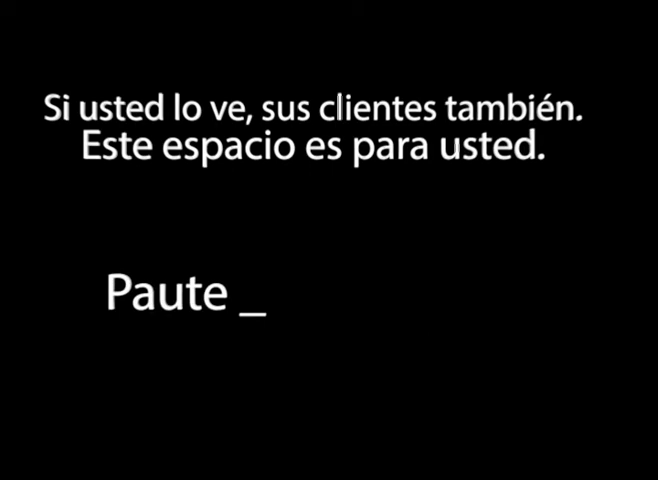 Si usted lo ve, sus clientes también.
Este espacio es para usted.
Paute _